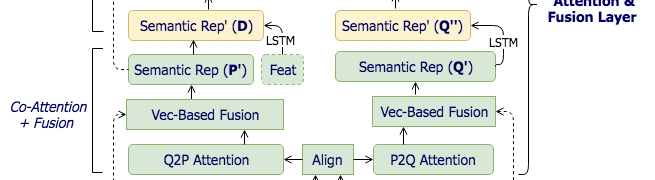 Attention &
Fusion Layer
Semantic Rep' (D)
Semantic Rep' (Q'')
LSTM
LSTM
Semantic Rep (P')
Feat
Semantic Rep (Q')
Co-Attention
+ Fusion
Vec-Based Fusion
Vec-Based Fusion
Q2P Attention
Align
P2Q Attention